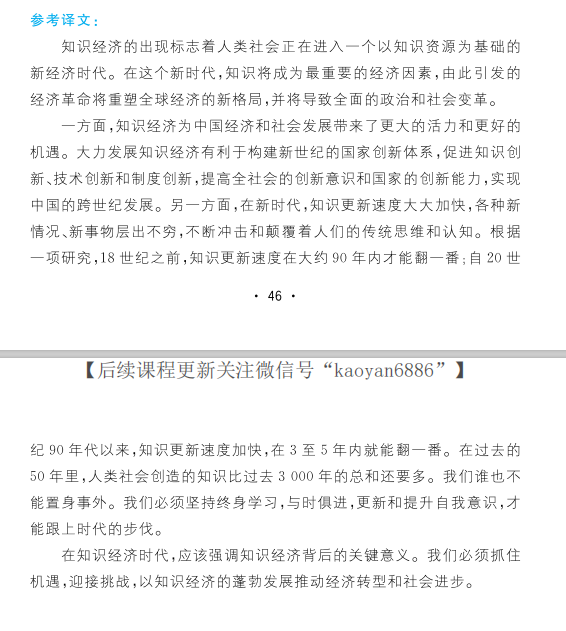 参考译文:
知识经济的出现标志着人类社会正在进入一个以知识资源为基础的
新经济时代。在这个新时代,知识将成为最重要的经济因素,由此引发的
经济革命将重塑全球经济的新格局,并将导致全面的政治和社会变革。
一方面,知识经济为中国经济和社会发展带来了更大的活力和更好的
机遇。大力发展知识经济有利于构建新世纪的国家创新体系,促进知识创
新、技术创新和制度创新,提高全社会的创新意识和国家的创新能力,实现
中国的跨世纪发展。另一方面,在新时代,知识更新速度大大加快,各种新
情况、新事物层出不穷,不断冲击和颠覆着人们的传统思维和认知。根据
一项研究,18 世纪之前,知识更新速度在大约 90 年内才能翻一番;自 20 世
• 46 •
【后续课程更新关注微信号“kaoyan6886”】
纪 90 年代以来,知识更新速度加快,在 3 至 5 年内就能翻一番。在过去的
50 年里,人类社会创造的知识比过去 3 000 年的总和还要多。我们谁也不
能置身事外。我们必须坚持终身学习,与时俱进,更新和提升自我意识,才
能跟上时代的步伐。
在知识经济时代,应该强调知识经济背后的关键意义。我们必须抓住
机遇,迎接挑战,以知识经济的蓬勃发展推动经济转型和社会进步。